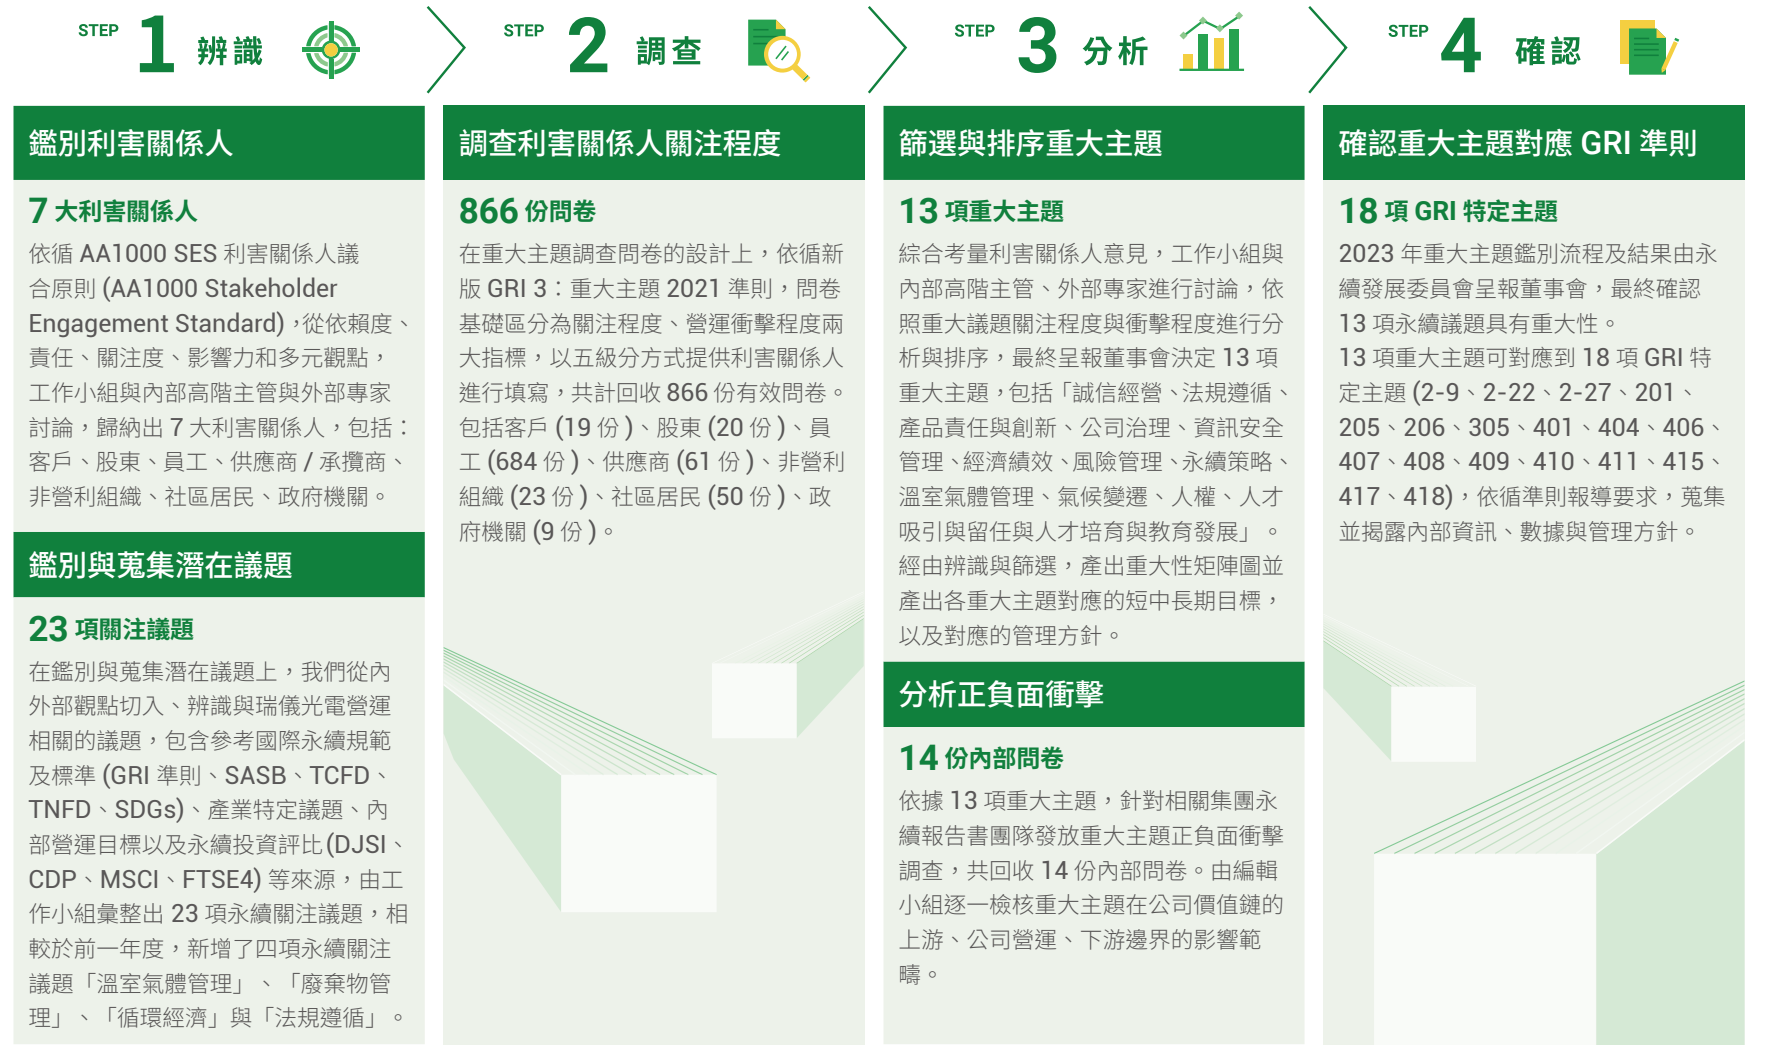 STEP 1 辨識
鑑別利害關係人
7 大利害關係人
依循 AA1000 SES 利害關係人議
合原則 (AA1000 Stakeholder
Engagement Standard)，從依賴度、
責任、關注度、影響力和多元觀點，
工作小組與內部高階主管與外部專家
討論，歸納出 7 大利害關係人，包括：
客戶、股東、員工、供應商 / 承攬商、
非營利組織、社區居民、政府機關。
鑑別與蒐集潛在議題
23 項關注議題
在鑑別與蒐集潛在議題上，我們從內
外部觀點切入、辨識與瑞儀光電營運
相關的議題，包含參考國際永續規範
及標準 (GRI 準則、SASB、TCFD、
TNFD、SDGs)、產業特定議題、內
部營運目標以及永續投資評比 (DJSI、
CDP、MSCI、FTSE4) 等來源，由工
作小組彙整出 23 項永續關注議題，相
較於前一年度，新增了四項永續關注
議題「溫室氣體管理」、「廢棄物管
理」、「循環經濟」與「法規遵循」。
STEP 2 調查
調查利害關係人關注程度
866 份問卷
在重大主題調查問卷的設計上，依循新
版 GRI 3：重大主題 2021 準則，問卷
基礎區分為關注程度、營運衝擊程度兩
大指標，以五級分方式提供利害關係人
進行填寫，共計回收 866 份有效問卷。
包括客戶 (19 份 )、股東 (20 份 )、員
工 (684 份 )、供應商 (61 份 )、非營利
組織 (23 份 )、社區居民 (50 份 )、政
府機關 (9 份 )。
STEP 3 分析
篩選與排序重大主題
13 項重大主題
綜合考量利害關係人意見，工作小組與
內部高階主管、外部專家進行討論，依
照重大議題關注程度與衝擊程度進行分
析與排序，最終呈報董事會決定 13 項
重大主題，包括「誠信經營、法規遵循、
產品責任與創新、公司治理、資訊安全
管理、經濟績效、風險管理、永續策略、
溫室氣體管理、氣候變遷、人權、人才
吸引與留任與人才培育與教育發展」。
經由辨識與篩選，產出重大性矩陣圖並
產出各重大主題對應的短中長期目標，
以及對應的管理方針。
分析正負面衝擊
14 份內部問卷
依據 13 項重大主題，針對相關集團永
續報告書團隊發放重大主題正負面衝擊
調查，共回收 14 份內部問卷。由編輯
小組逐一檢核重大主題在公司價值鏈的
上游、公司營運、下游邊界的影響範
疇。
STEP 4 確認
確認重大主題對應 GRI 準則
18 項 GRI 特定主題
2023 年重大主題鑑別流程及結果由永
續發展委員會呈報董事會，最終確認
13 項永續議題具有重大性。
13 項重大主題可對應到 18 項 GRI 特
定主題 (2-9、2-22、2-27、201、
205、206、305、401、404、406、
407、408、409、410、411、415、
417、418)，依循準則報導要求，蒐集
並揭露內部資訊、數據與管理方針。